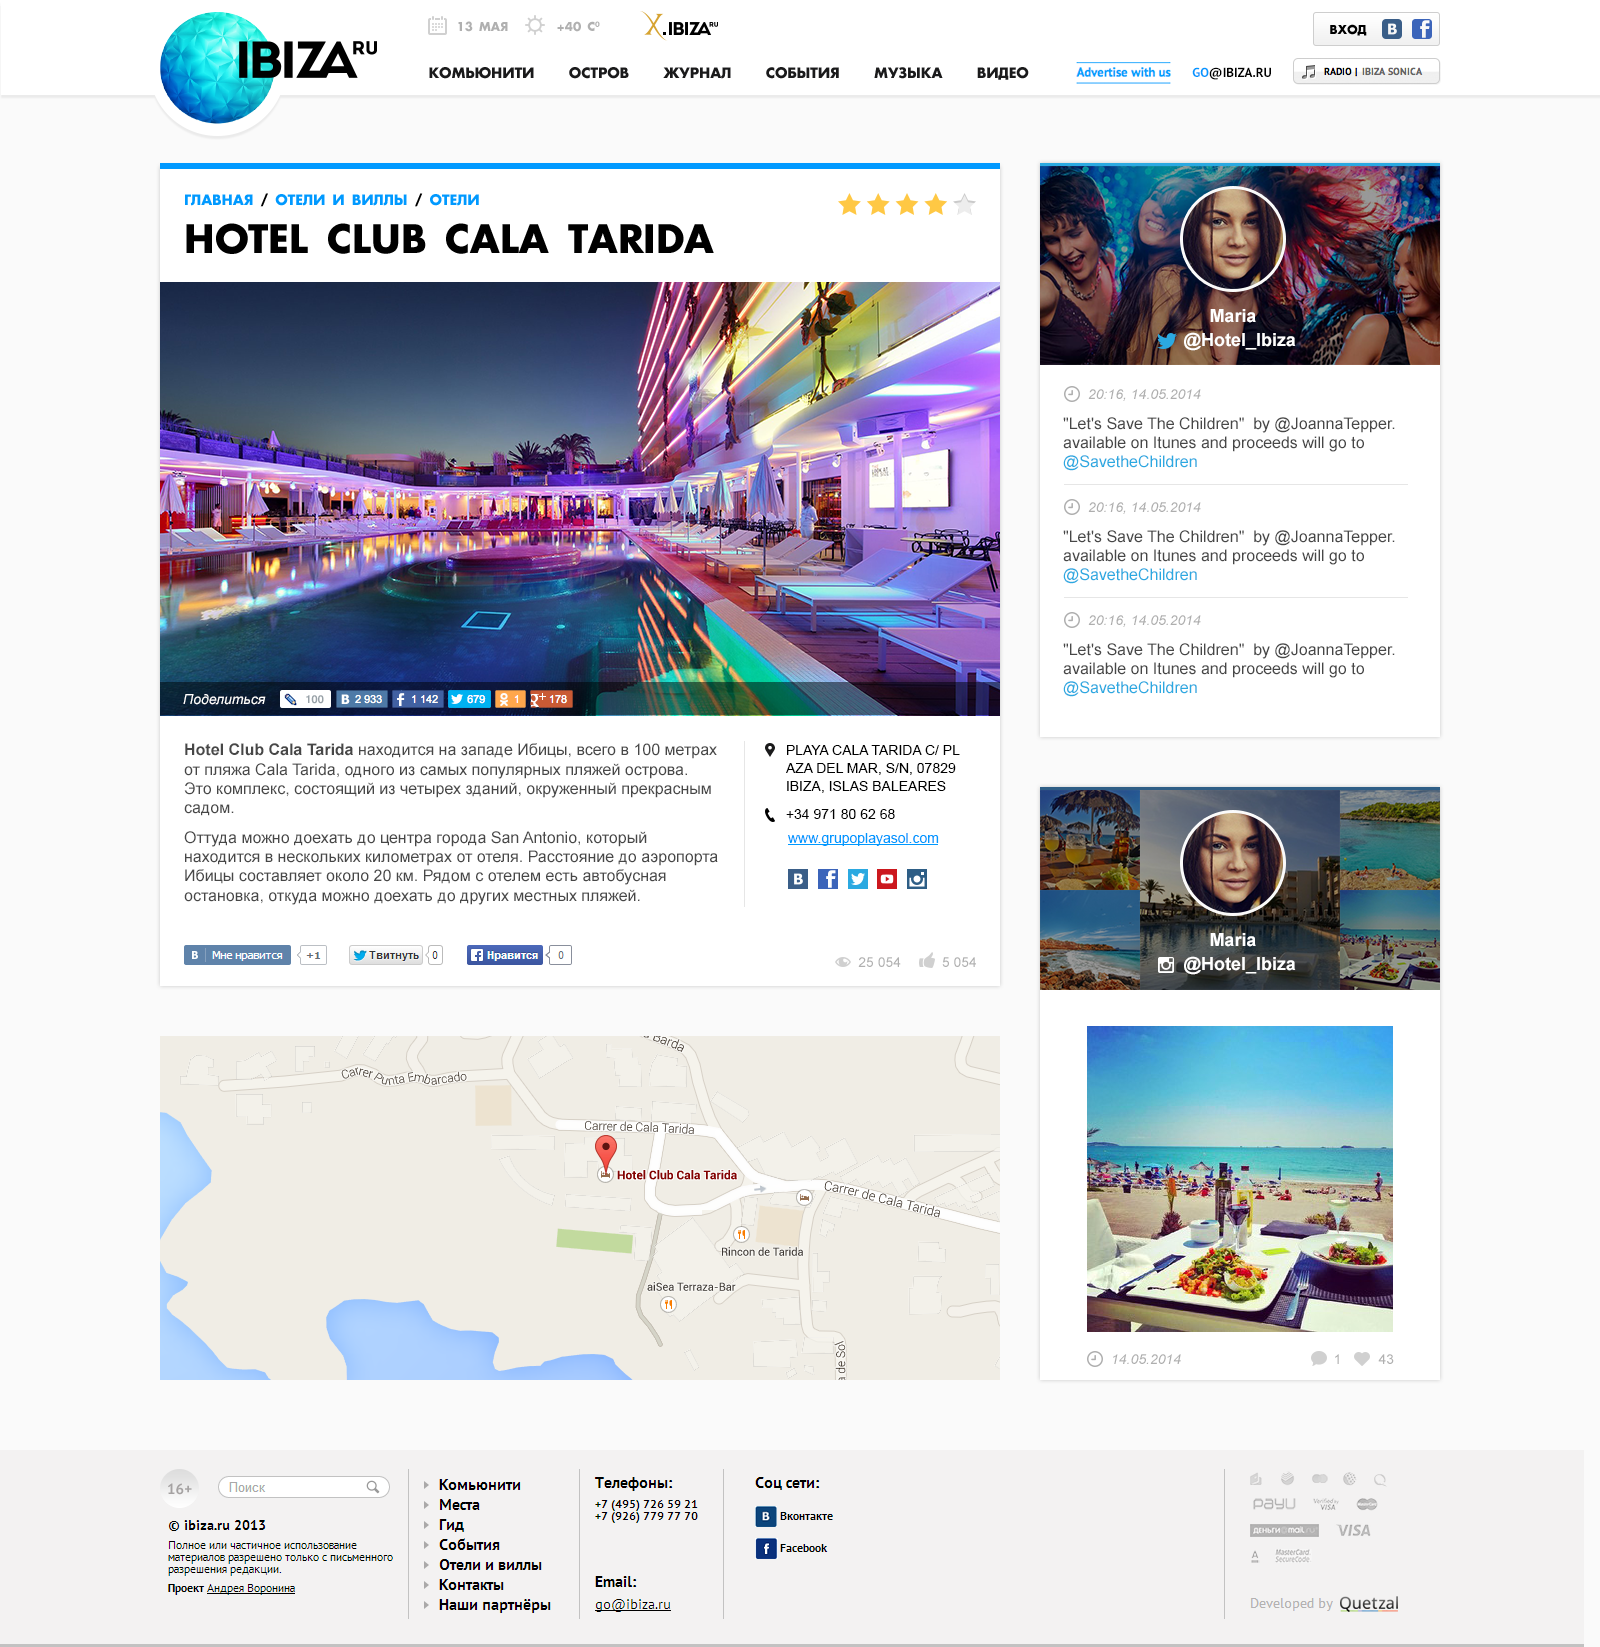 IBIZA RU
13 МАЯ
+40 C°
X.IBIZA RU
ВХОД
КОМЬЮНИТИ ОСТРОВ ЖУРНАЛ СОБЫТИЯ МУЗЫКА ВИДЕО
Advertise with us
GO@IBIZA.RU
RADIO | IBIZA SONICA
ГЛАВНАЯ / ОТЕЛИ И ВИЛЛЫ / ОТЕЛИ
HOTEL CLUB CALA TARIDA
Поделиться 100 2 933 1 142 679 1 178
Hotel Club Cala Tarida находится на западе Ибицы, всего в 100 метрах
от пляжа Cala Tarida, одного из самых популярных пляжей острова.
Это комплекс, состоящий из четырех зданий, окруженный прекрасным
садом.
Оттуда можно доехать до центра города San Antonio, который
находится в нескольких километрах от отеля. Расстояние до аэропорта
Ибицы составляет около 20 км. Рядом с отелем есть автобусная
остановка, откуда можно доехать до других местных пляжей.
PLAYA CALA TARIDA C/ PL
AZA DEL MAR, S/N, 07829
IBIZA, ISLAS BALEARES
+34 971 80 62 68
www.grupoplayasol.com
Мне нравится +1 Твитнуть 0 Нравится 0
25 054 5 054
Maria
@Hotel_Ibiza
20:16, 14.05.2014
"Let's Save The Children" by @JoannaTepper.
available on Itunes and proceeds will go to
@SavetheChildren
20:16, 14.05.2014
"Let's Save The Children" by @JoannaTepper.
available on Itunes and proceeds will go to
@SavetheChildren
20:16, 14.05.2014
"Let's Save The Children" by @JoannaTepper.
available on Itunes and proceeds will go to
@SavetheChildren
Maria
@Hotel_Ibiza
14.05.2014
1 43
Barda
Carrer Punta Embarcado
Carrer de Cala Tarida
Hotel Club Cala Tarida
Carrer de Cala Tarida
Rincon de Tarida
aiSea Terraza-Bar
a de Sol
16+
Поиск
© ibiza.ru 2013
Полное или частичное использование
материалов разрешено только с письменного
разрешения редакции.
Проект Андрея Воронина
Комьюнити
Места
Гид
События
Отели и виллы
Контакты
Наши партнёры
Телефоны:
+7 (495) 726 59 21
+7 (926) 779 77 70
Email:
go@ibiza.ru
Соц сети:
Вконтакте
Facebook
PAYU Verified by VISA
деньги@mail.ru VISA
MasterCard SecureCode
Developed by Quetzal